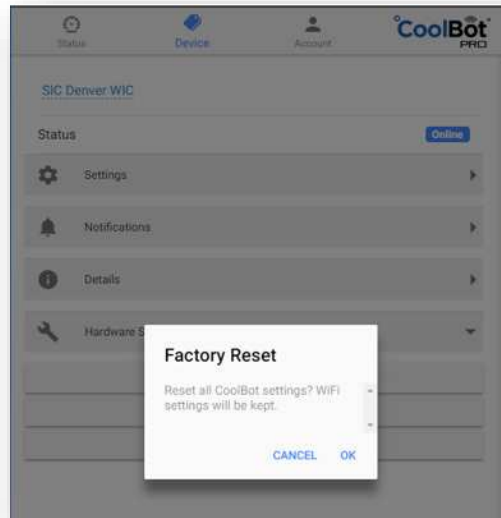 Status
Device
Account
°CoolBot
PRO
SIC Denver WIC
Status
Online
Settings
Notifications
Details
Hardware S
Factory Reset
Reset all CoolBot settings? WiFi
settings will be kept.
CANCEL OK